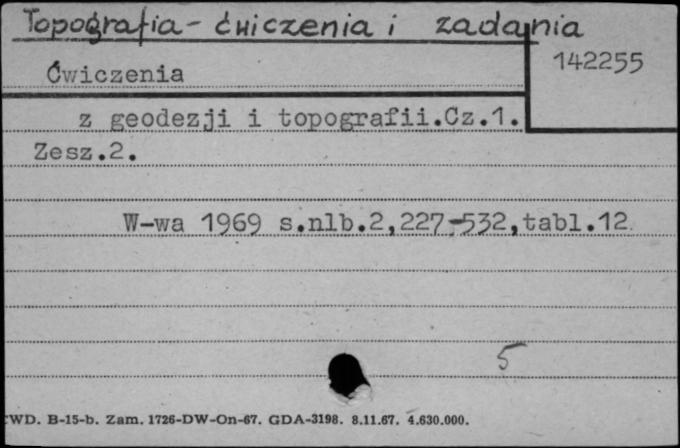 Topografia - ćwiczenia i zadania
142255
Ćwiczenia
z geodezji i topografii.Cz.1.
Zesz.2.
W-wa 1969 s.nlb.2,227-532,tabl.12
5
WD. B-15-b. Zam. 1726-DW-On-67. GDA-3198. 8.11.67. 4.630.000.